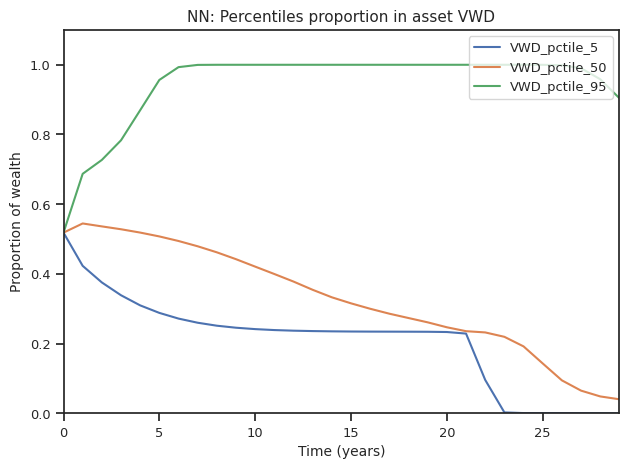 NN: Percentiles proportion in asset VWD
VWD_pctile_5
VWD_pctile_50
VWD_pctile_95
Proportion of wealth
1.0
0.8
0.6
0.4
0.2
0.0
0 5 10 15 20 25
Time (years)